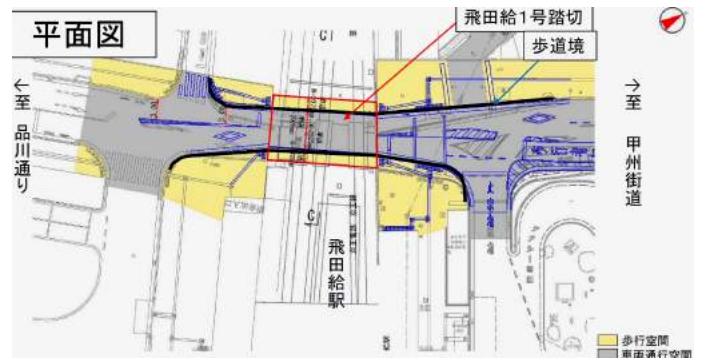 平面図
飛田給1号踏切
歩道境
←至 品川通り
→至 甲州街道
飛田給駅
歩行空間
車両通行空間